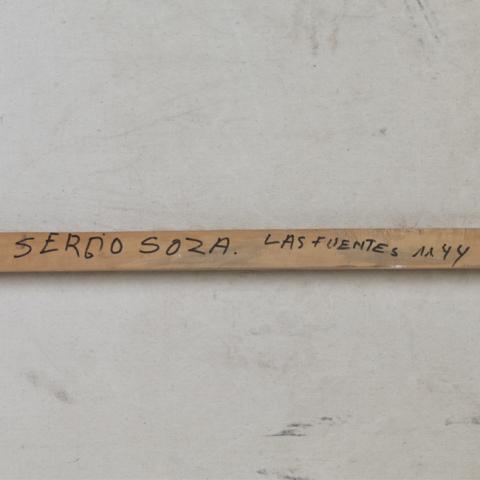 SERGIO SOZA. LAS FUENTES 1144